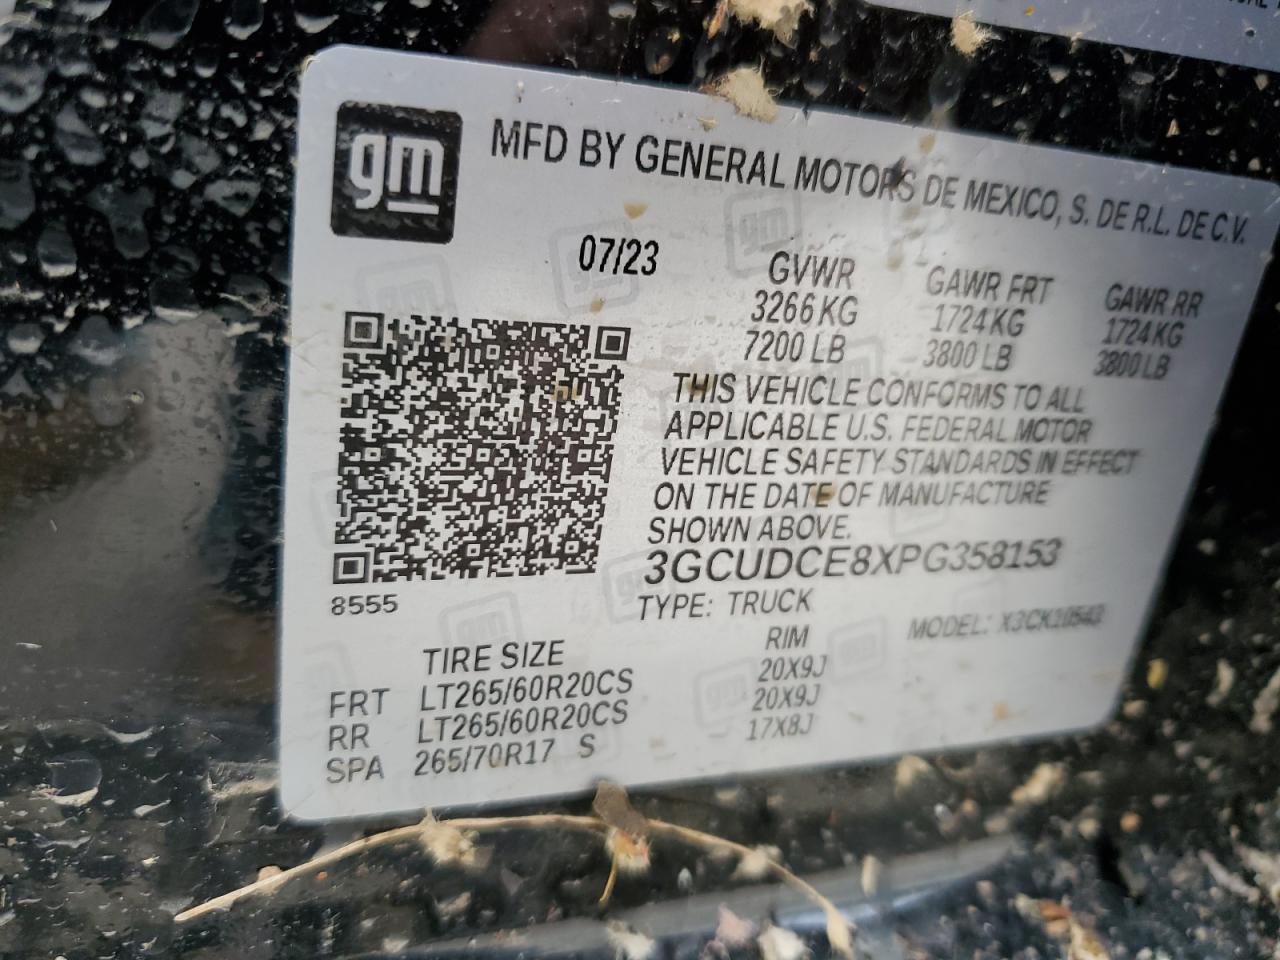 gm
MFD BY GENERAL MOTORS DE MEXICO, S. DE R.L. DE C.V.
07/23
GVWR GAWR FRT GAWR RR
3266 KG 1724 KG 1724 KG
7200 LB 3800 LB 3800 LB
THIS VEHICLE CONFORMS TO ALL
APPLICABLE U.S. FEDERAL MOTOR
VEHICLE SAFETY STANDARDS IN EFFECT
ON THE DATE OF MANUFACTURE
SHOWN ABOVE.
3GCUDCE8XPG358153
8555
TYPE: TRUCK MODEL: X3CK10543
TIRE SIZE RIM
FRT LT265/60R20CS 20X9J
RR LT265/60R20CS 20X9J
SPA 265/70R17 S 17X8J